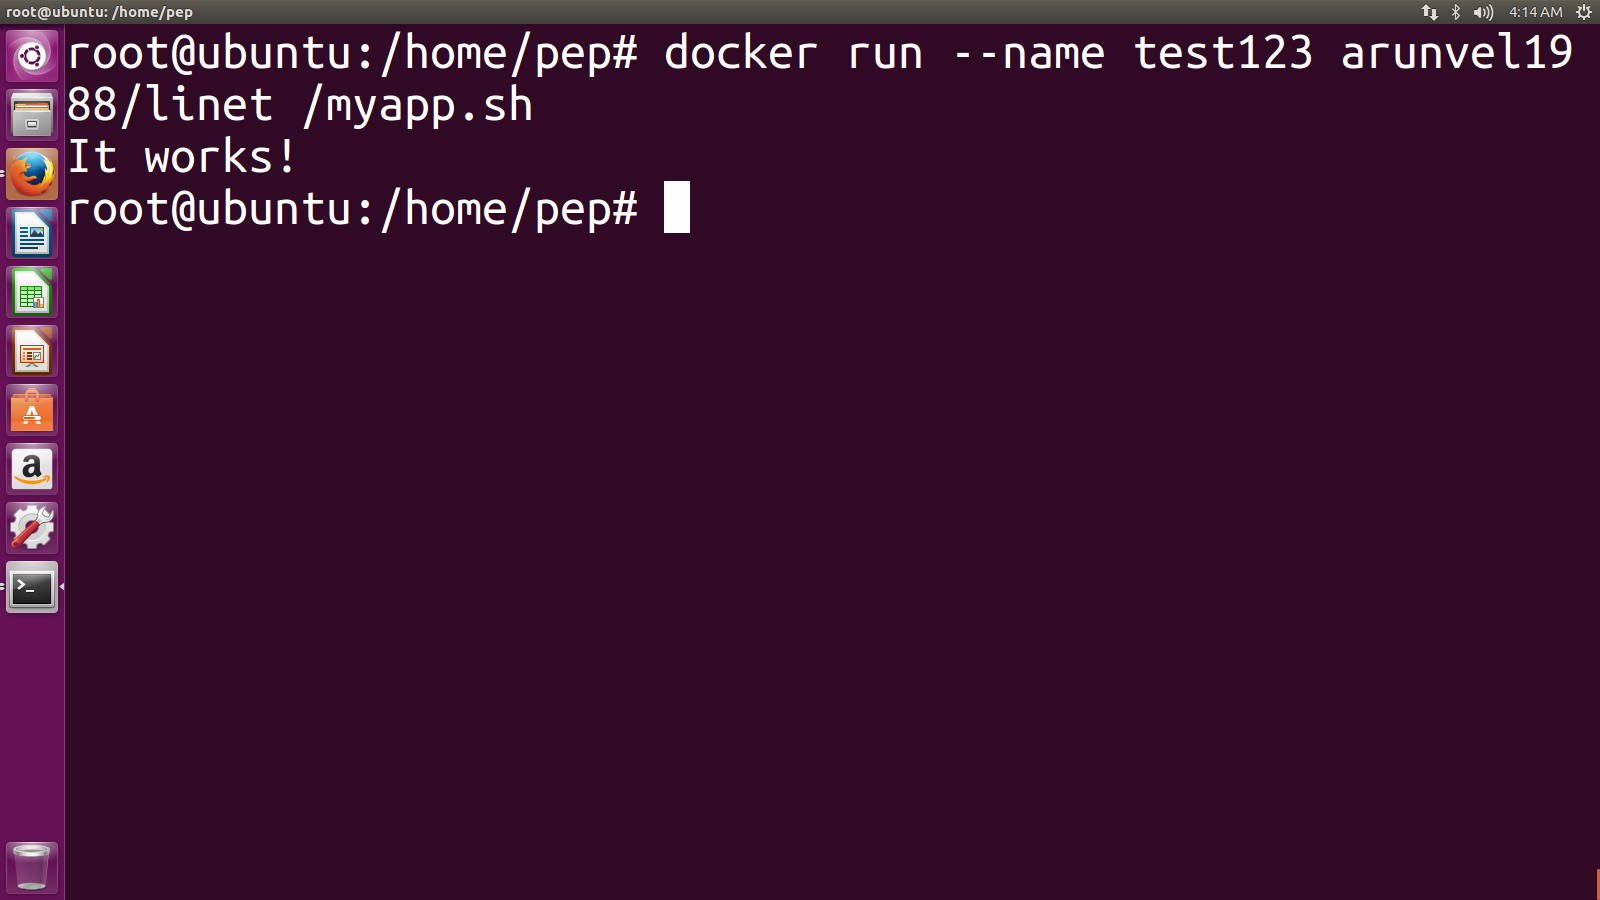 root@ubuntu: /home/pep
4:14 AM
root@ubuntu:/home/pep# docker run --name test123 arunvel19
88/linet /myapp.sh
It works!
root@ubuntu:/home/pep#